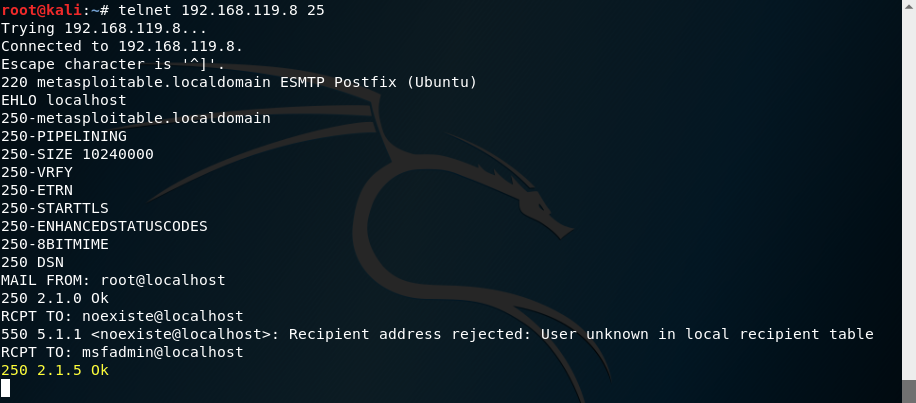 root@kali:~# telnet 192.168.119.8 25
Trying 192.168.119.8...
Connected to 192.168.119.8.
Escape character is '^]'.
220 metasploitable.localdomain ESMTP Postfix (Ubuntu)
EHLO localhost
250-metasploitable.localdomain
250-PIPELINING
250-SIZE 10240000
250-VRFY
250-ETRN
250-STARTTLS
250-ENHANCEDSTATUSCODES
250-8BITMIME
250 DSN
MAIL FROM: root@localhost
250 2.1.0 Ok
RCPT TO: noexiste@localhost
550 5.1.1 <noexiste@localhost>: Recipient address rejected: User unknown in local recipient table
RCPT TO: msfadmin@localhost
250 2.1.5 Ok